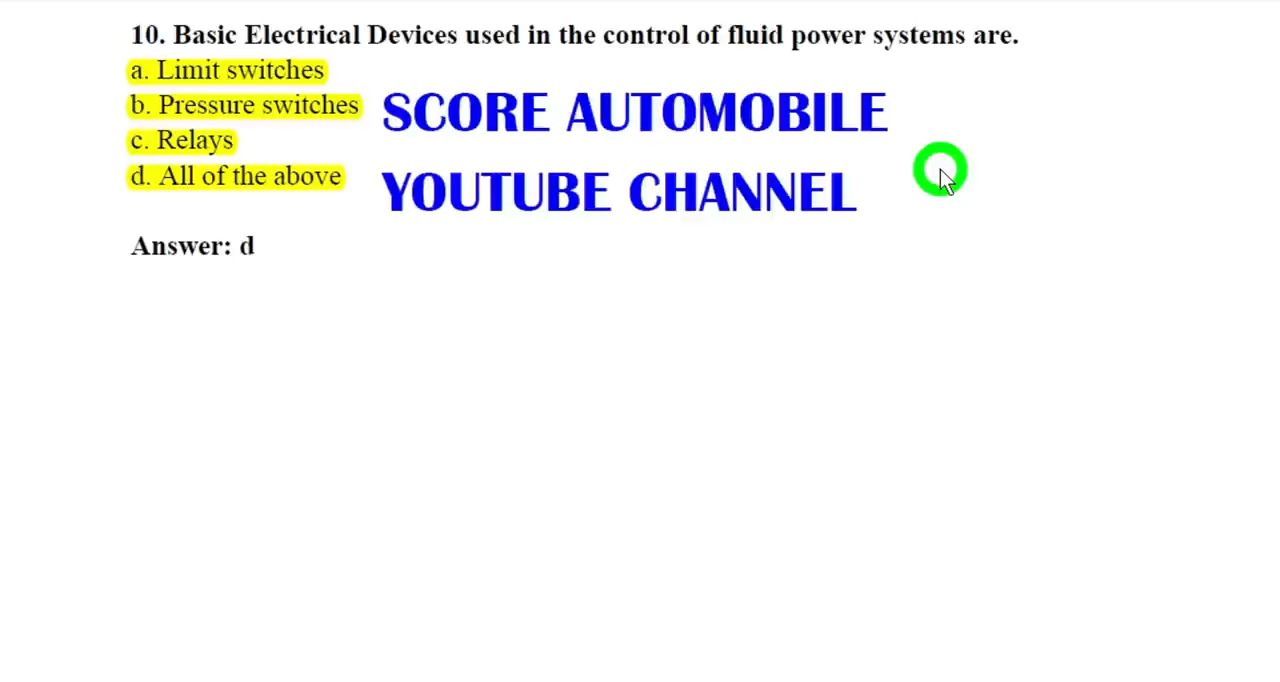 10. Basic Electrical Devices used in the control of fluid power systems are.
a. Limit switches
b. Pressure switches
c. Relays
d. All of the above
SCORE AUTOMOBILE
YOUTUBE CHANNEL
Answer: d